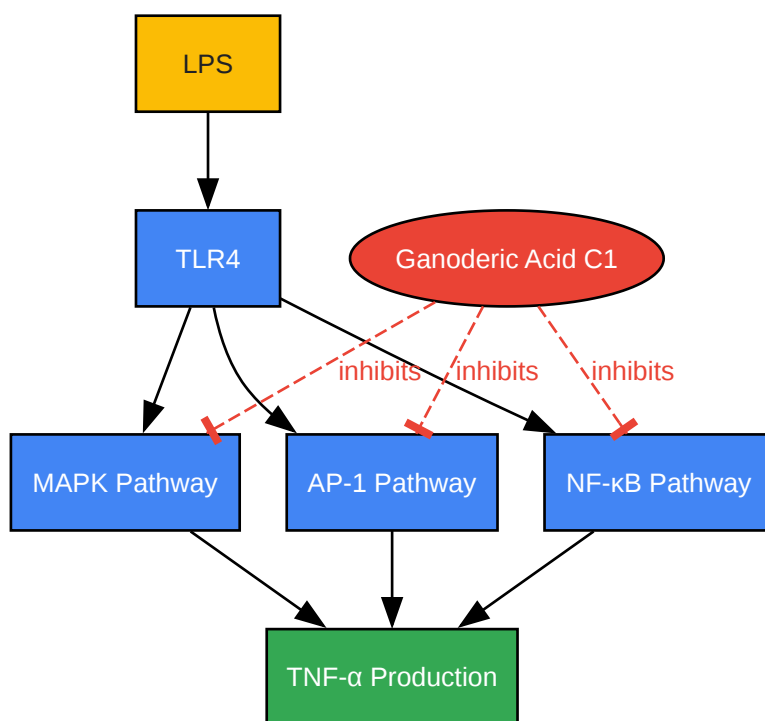 LPS
TLR4
Ganoderic Acid C1
inhibits
inhibits
inhibits
MAPK Pathway
AP-1 Pathway
NF-κB Pathway
TNF-α Production